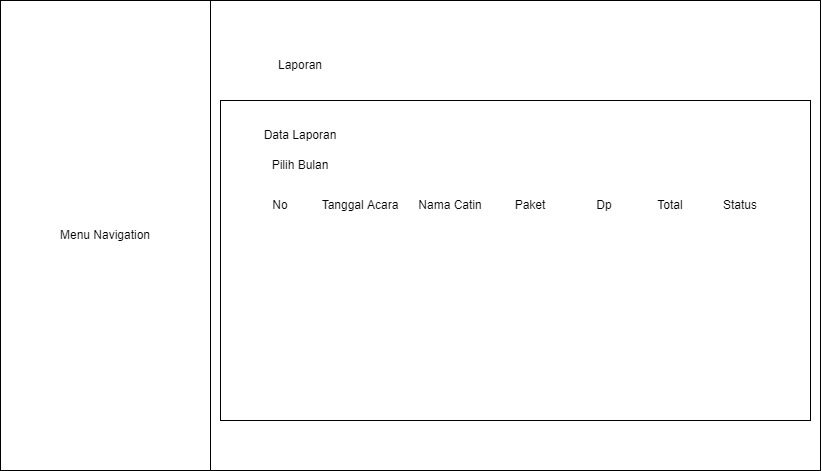 Laporan
Data Laporan
Pilih Bulan
No Tanggal Acara Nama Catin Paket Dp Total Status
Menu Navigation